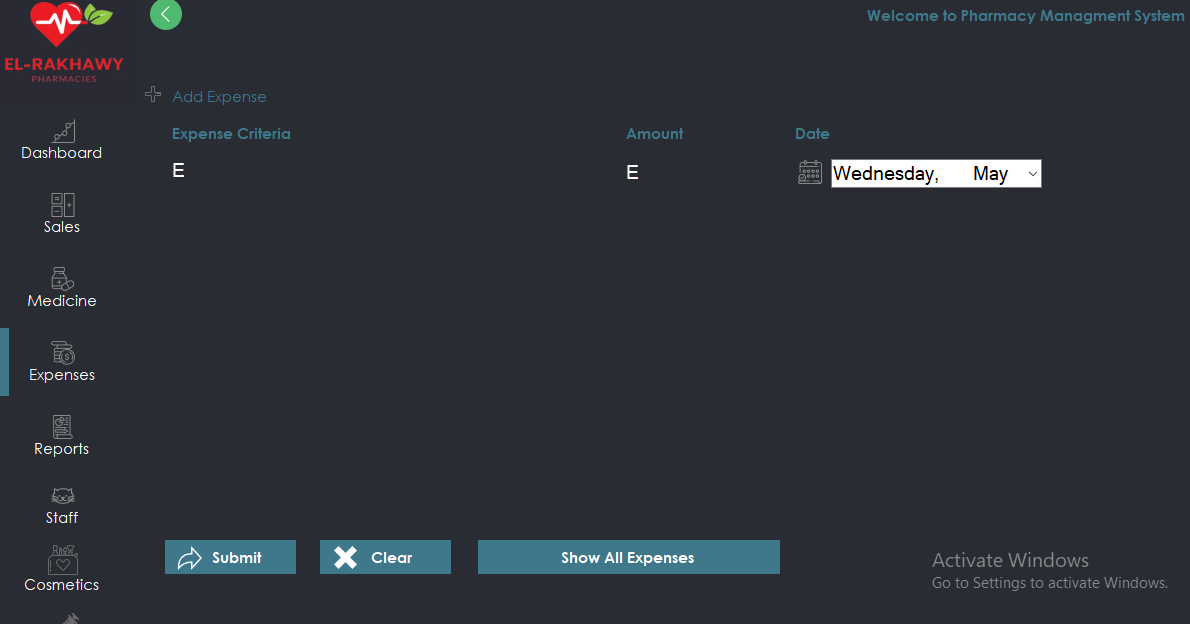 Welcome to Pharmacy Managment System
EL-RAKHAWY
PHARMACIES
Add Expense
Expense Criteria Amount Date
E E Wednesday, May
Dashboard
Sales
Medicine
Expenses
Reports
Staff
Cosmetics
Submit Clear Show All Expenses
Activate Windows
Go to Settings to activate Windows.